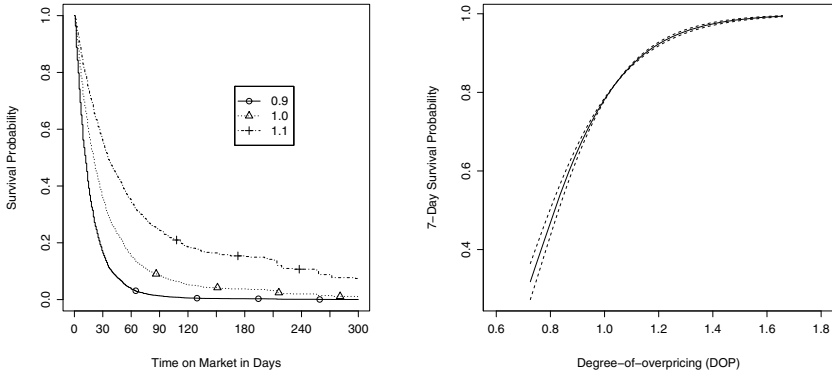 Survival Probability
1.0
0.8
0.6
0.4
0.2
0.0
0.9
1.0
1.1
0 30 60 90 120 180 240 300
Time on Market in Days
7−Day Survival Probability
1.0
0.8
0.6
0.4
0.6 0.8 1.0 1.2 1.4 1.6 1.8
Degree−of−overpricing (DOP)